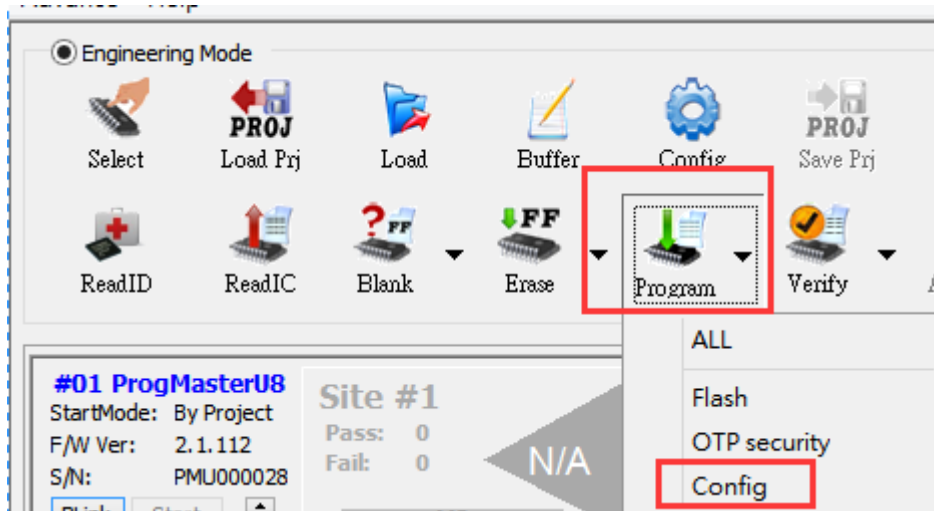 Engineering Mode
PROJ PROJ
Select Load Prj Load Buffer Config Save Prj
? FF FF
ReadID ReadIC Blank Erase Program Verify
ALL
#01 ProgMasterU8 Site #1 Flash
StartMode: By Project
F/W Ver: 2.1.112 Pass: 0 OTP security
S/N: PMU000028 Fail: 0 N/A Config